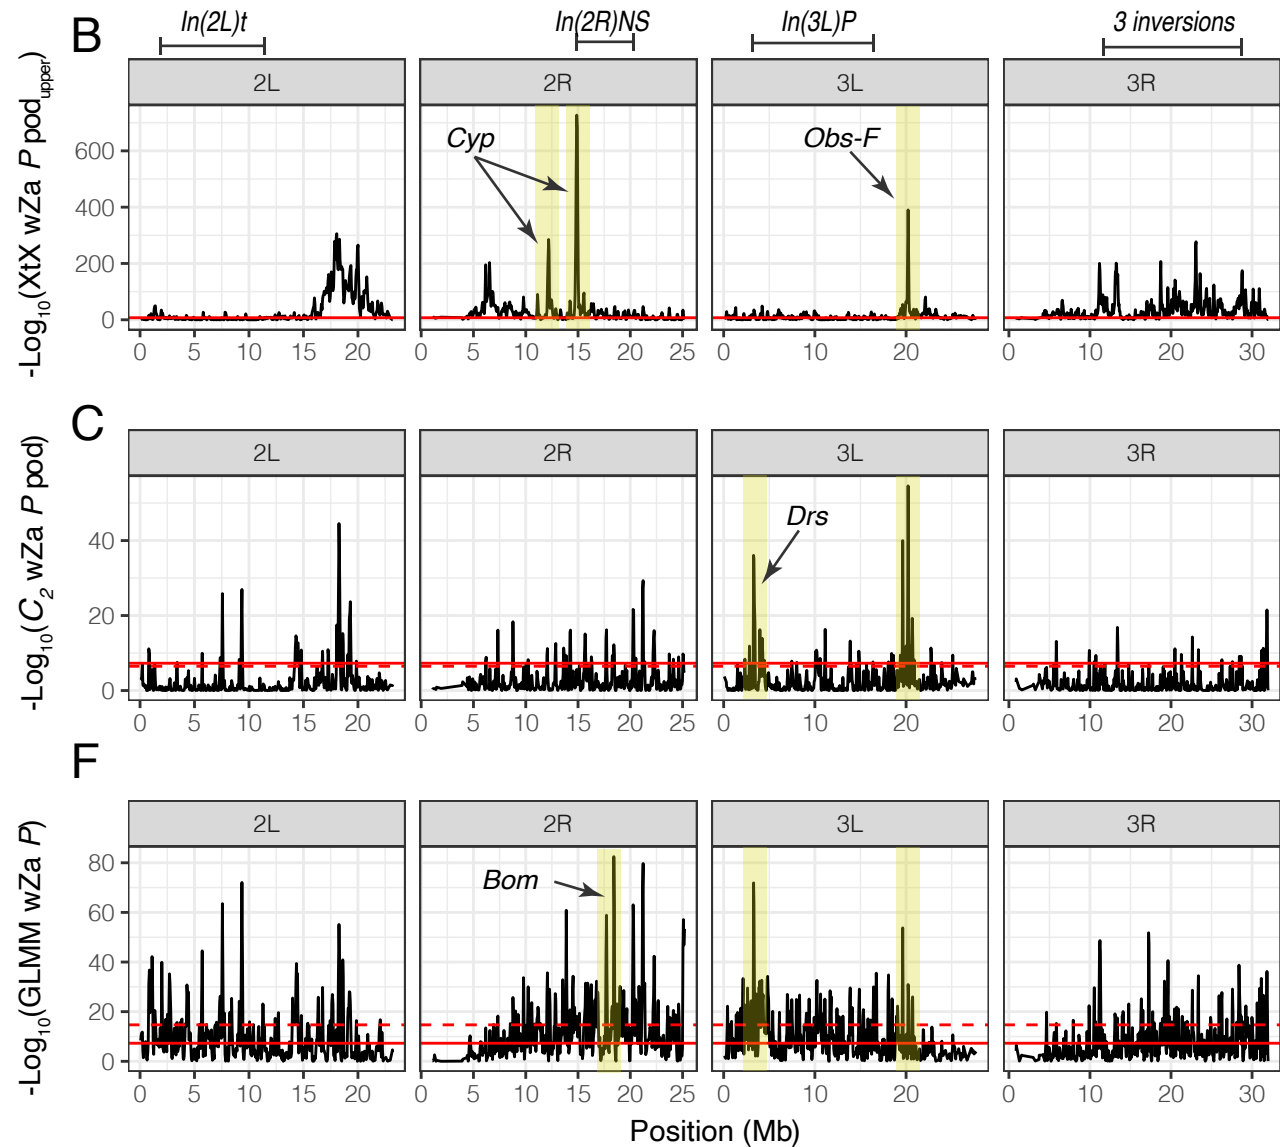 B
In(2L)t
In(2R)NS
In(3L)P
3 inversions
2L
2R
3L
3R
-Log₁₀(XtX wZa P pod_upper)
600
400
200
0
Cyp
Obs-F
0 5 10 15 20
0 5 10 15 20 25
0 10 20
0 10 20 30
C
2L
2R
3L
3R
-Log₁₀(C₂ wZa P pod)
40
20
0
Drs
0 5 10 15 20
0 5 10 15 20 25
0 10 20
0 10 20 30
F
2L
2R
3L
3R
-Log₁₀(GLMM wZa P)
80
60
40
20
0
Bom
0 5 10 15 20
0 5 10 15 20 25
0 10 20
0 10 20 30
Position (Mb)